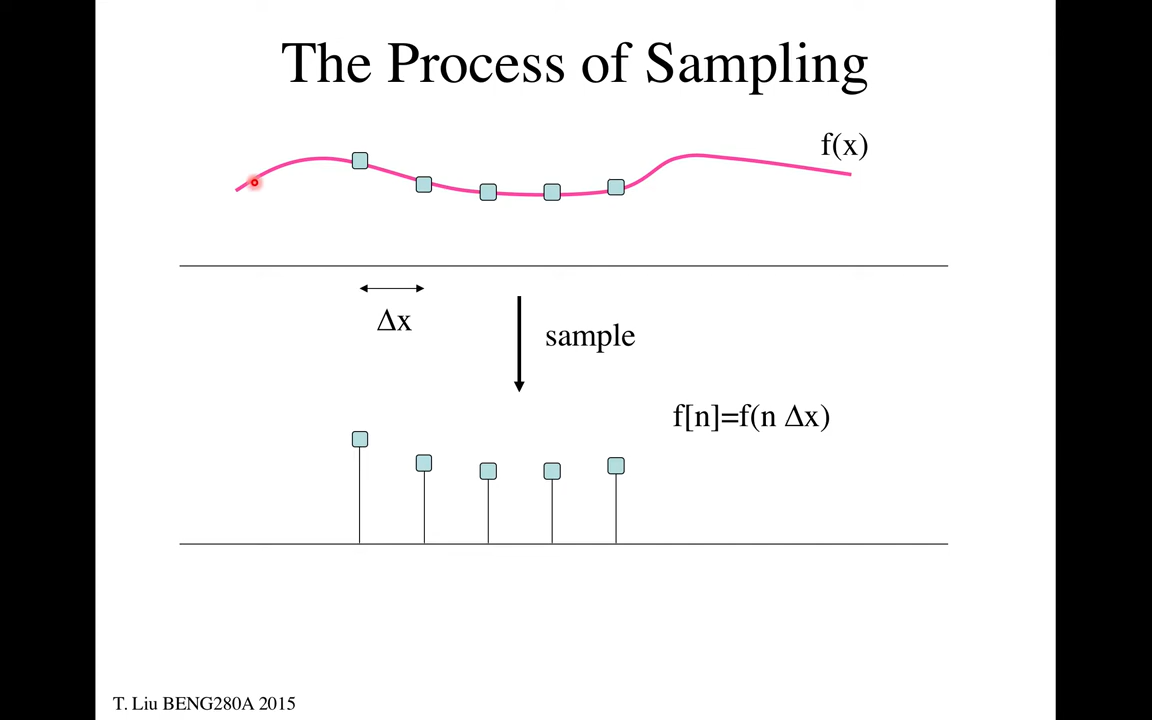 The Process of Sampling
f(x)
Δx
sample
f[n]=f(n Δx)
T. Liu BENG280A 2015